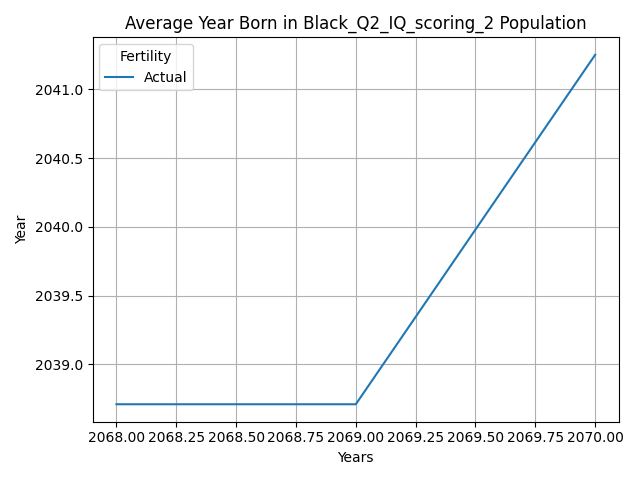 Average Year Born in Black_Q2_IQ_scoring_2 Population
Fertility
Actual
2041.0
2040.5
2040.0
2039.5
2039.0
Year
2068.00 2068.25 2068.50 2068.75 2069.00 2069.25 2069.50 2069.75 2070.00
Years